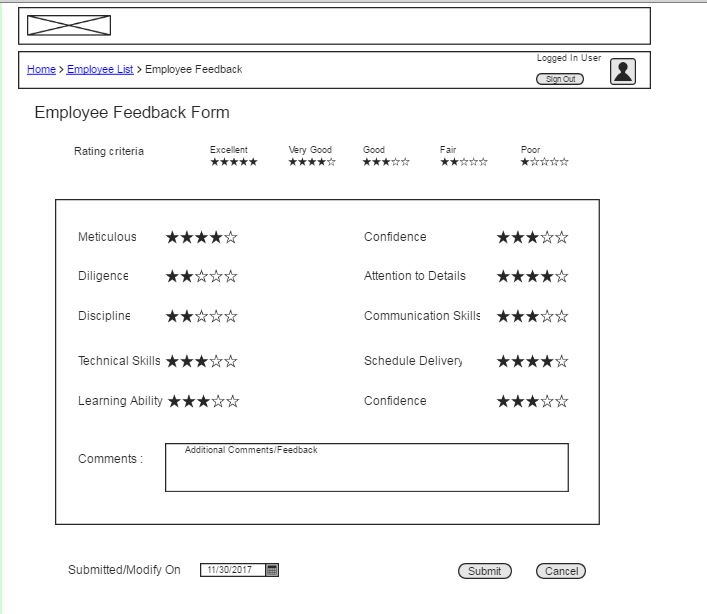 Logged In User
Home > Employee List > Employee Feedback
Sign Out
Employee Feedback Form
Rating criteria Excellent Very Good Good Fair Poor
★★★★★ ★★★★☆ ★★★☆☆ ★★☆☆☆ ★☆☆☆☆
Meticulous ★★★★☆ Confidence ★★★☆☆
Diligence ★★☆☆☆ Attention to Details ★★★★☆
Discipline ★★☆☆☆ Communication Skills ★★★☆☆
Technical Skills ★★★☆☆ Schedule Delivery ★★★★☆
Learning Ability ★★★☆☆ Confidence ★★★☆☆
Additional Comments/Feedback
Comments :
Submitted/Modify On 11/30/2017 Submit Cancel